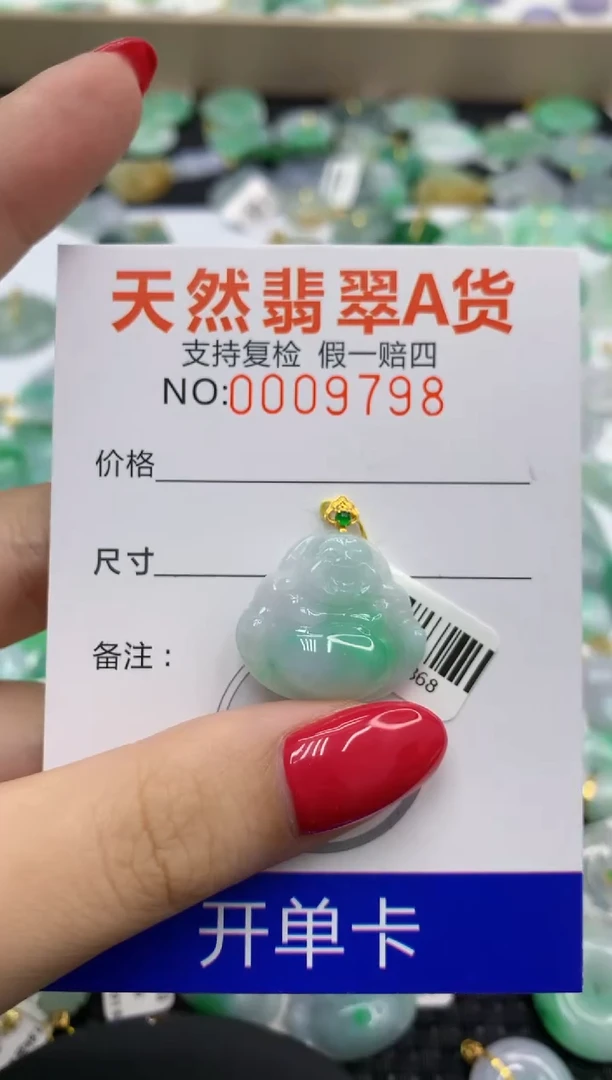 天然翡翠A货
支持复检 假一赔四
NO:0009798
价格
尺寸
备注：
368
开单卡